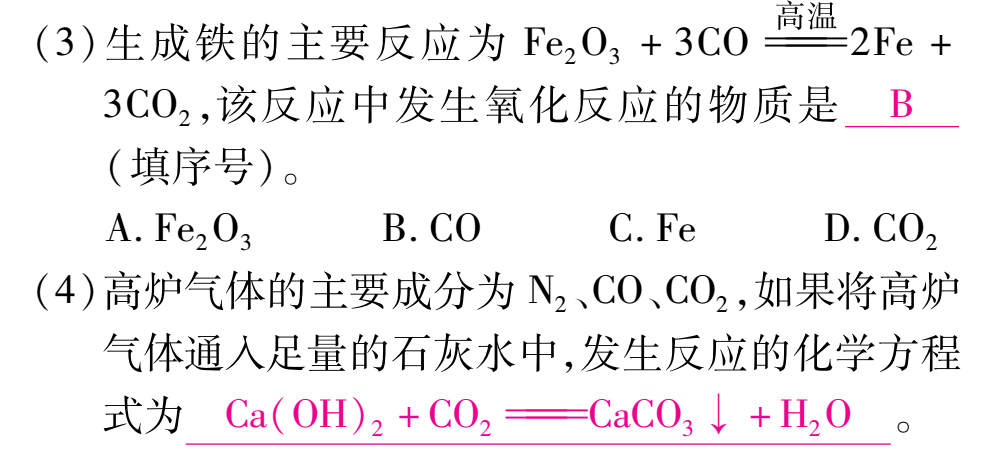 (3)生成铁的主要反应为 Fe₂O₃ + 3CO ══高温══ 2Fe +
3CO₂,该反应中发生氧化反应的物质是 B
(填序号)。
A. Fe₂O₃ B. CO C. Fe D. CO₂
(4)高炉气体的主要成分为 N₂、CO、CO₂,如果将高炉
气体通入足量的石灰水中,发生反应的化学方程
式为 Ca(OH)₂ + CO₂ ══ CaCO₃↓ + H₂O 。